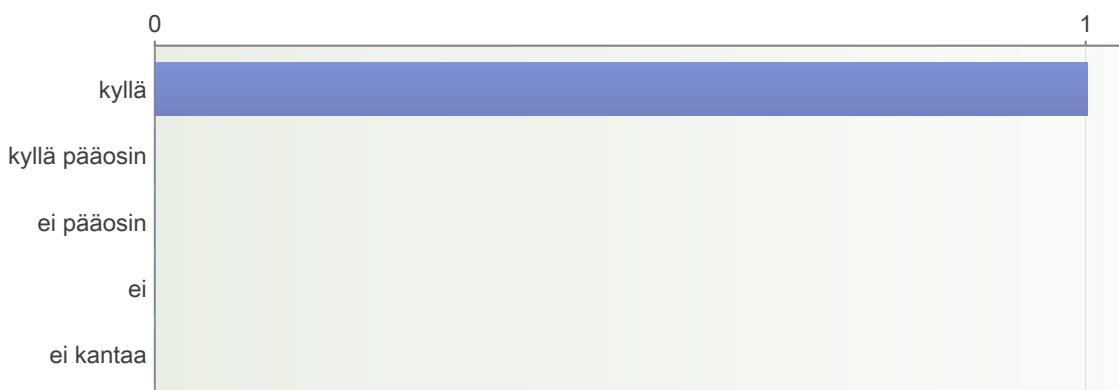 0 1
kyllä
kyllä pääosin
ei pääosin
ei
ei kantaa